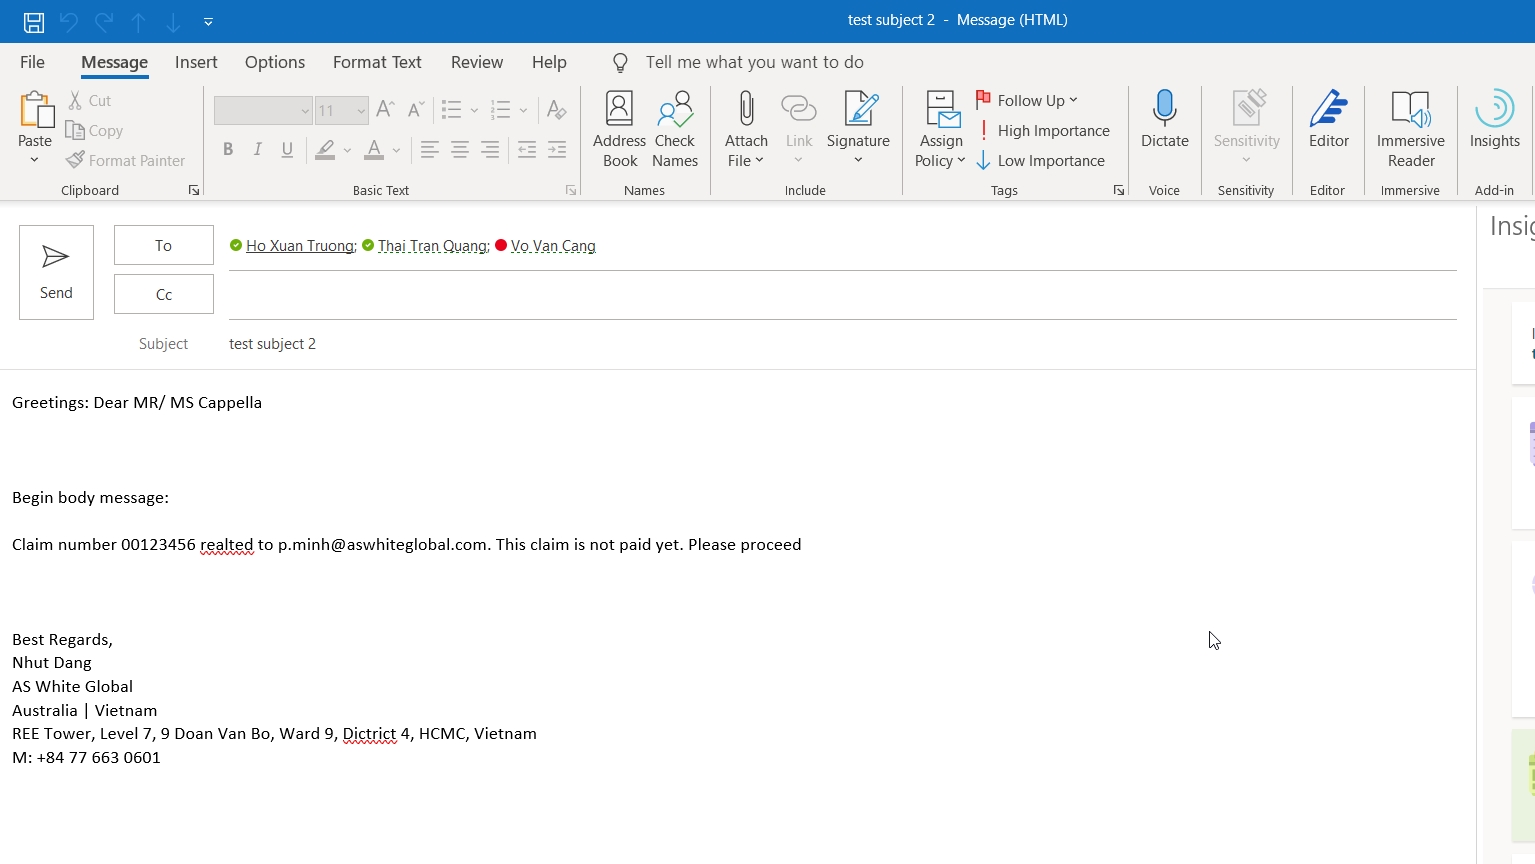 test subject 2 - Message (HTML)
File Message Insert Options Format Text Review Help Tell me what you want to do
Paste
Cut
Copy
Format Painter
Clipboard
11
B I U A
Basic Text
Address Book
Check Names
Names
Attach File
Link
Signature
Include
Assign Policy
Follow Up
High Importance
Low Importance
Tags
Dictate
Voice
Sensitivity
Sensitivity
Editor
Editor
Immersive Reader
Immersive
Insights
Add-in
Send
To Ho Xuan Truong; Thai Tran Quang; Vo Van Cang
Cc
Subject test subject 2
Greetings: Dear MR/ MS Cappella
Begin body message:
Claim number 00123456 realted to p.minh@aswhiteglobal.com. This claim is not paid yet. Please proceed
Best Regards,
Nhut Dang
AS White Global
Australia | Vietnam
REE Tower, Level 7, 9 Doan Van Bo, Ward 9, Dictrict 4, HCMC, Vietnam
M: +84 77 663 0601